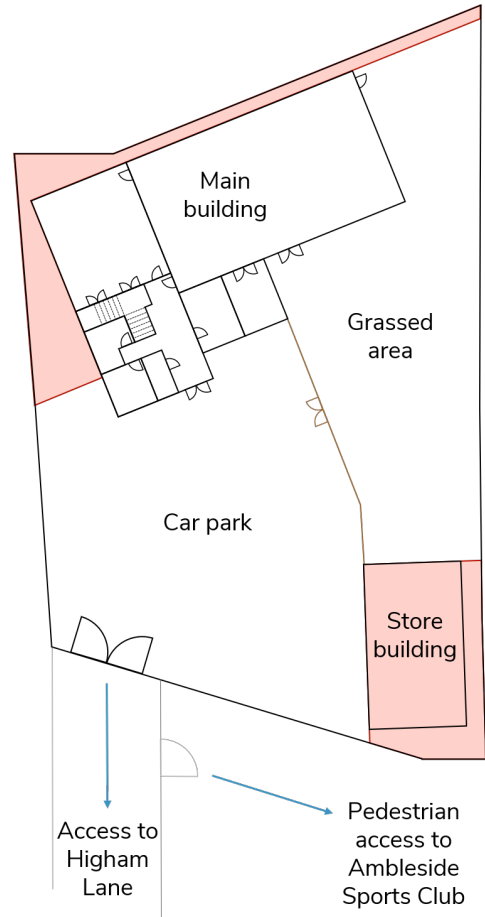 Main
building
Grassed
area
Car park
Store
building
Access to
Higham
Lane
Pedestrian
access to
Ambleside
Sports Club